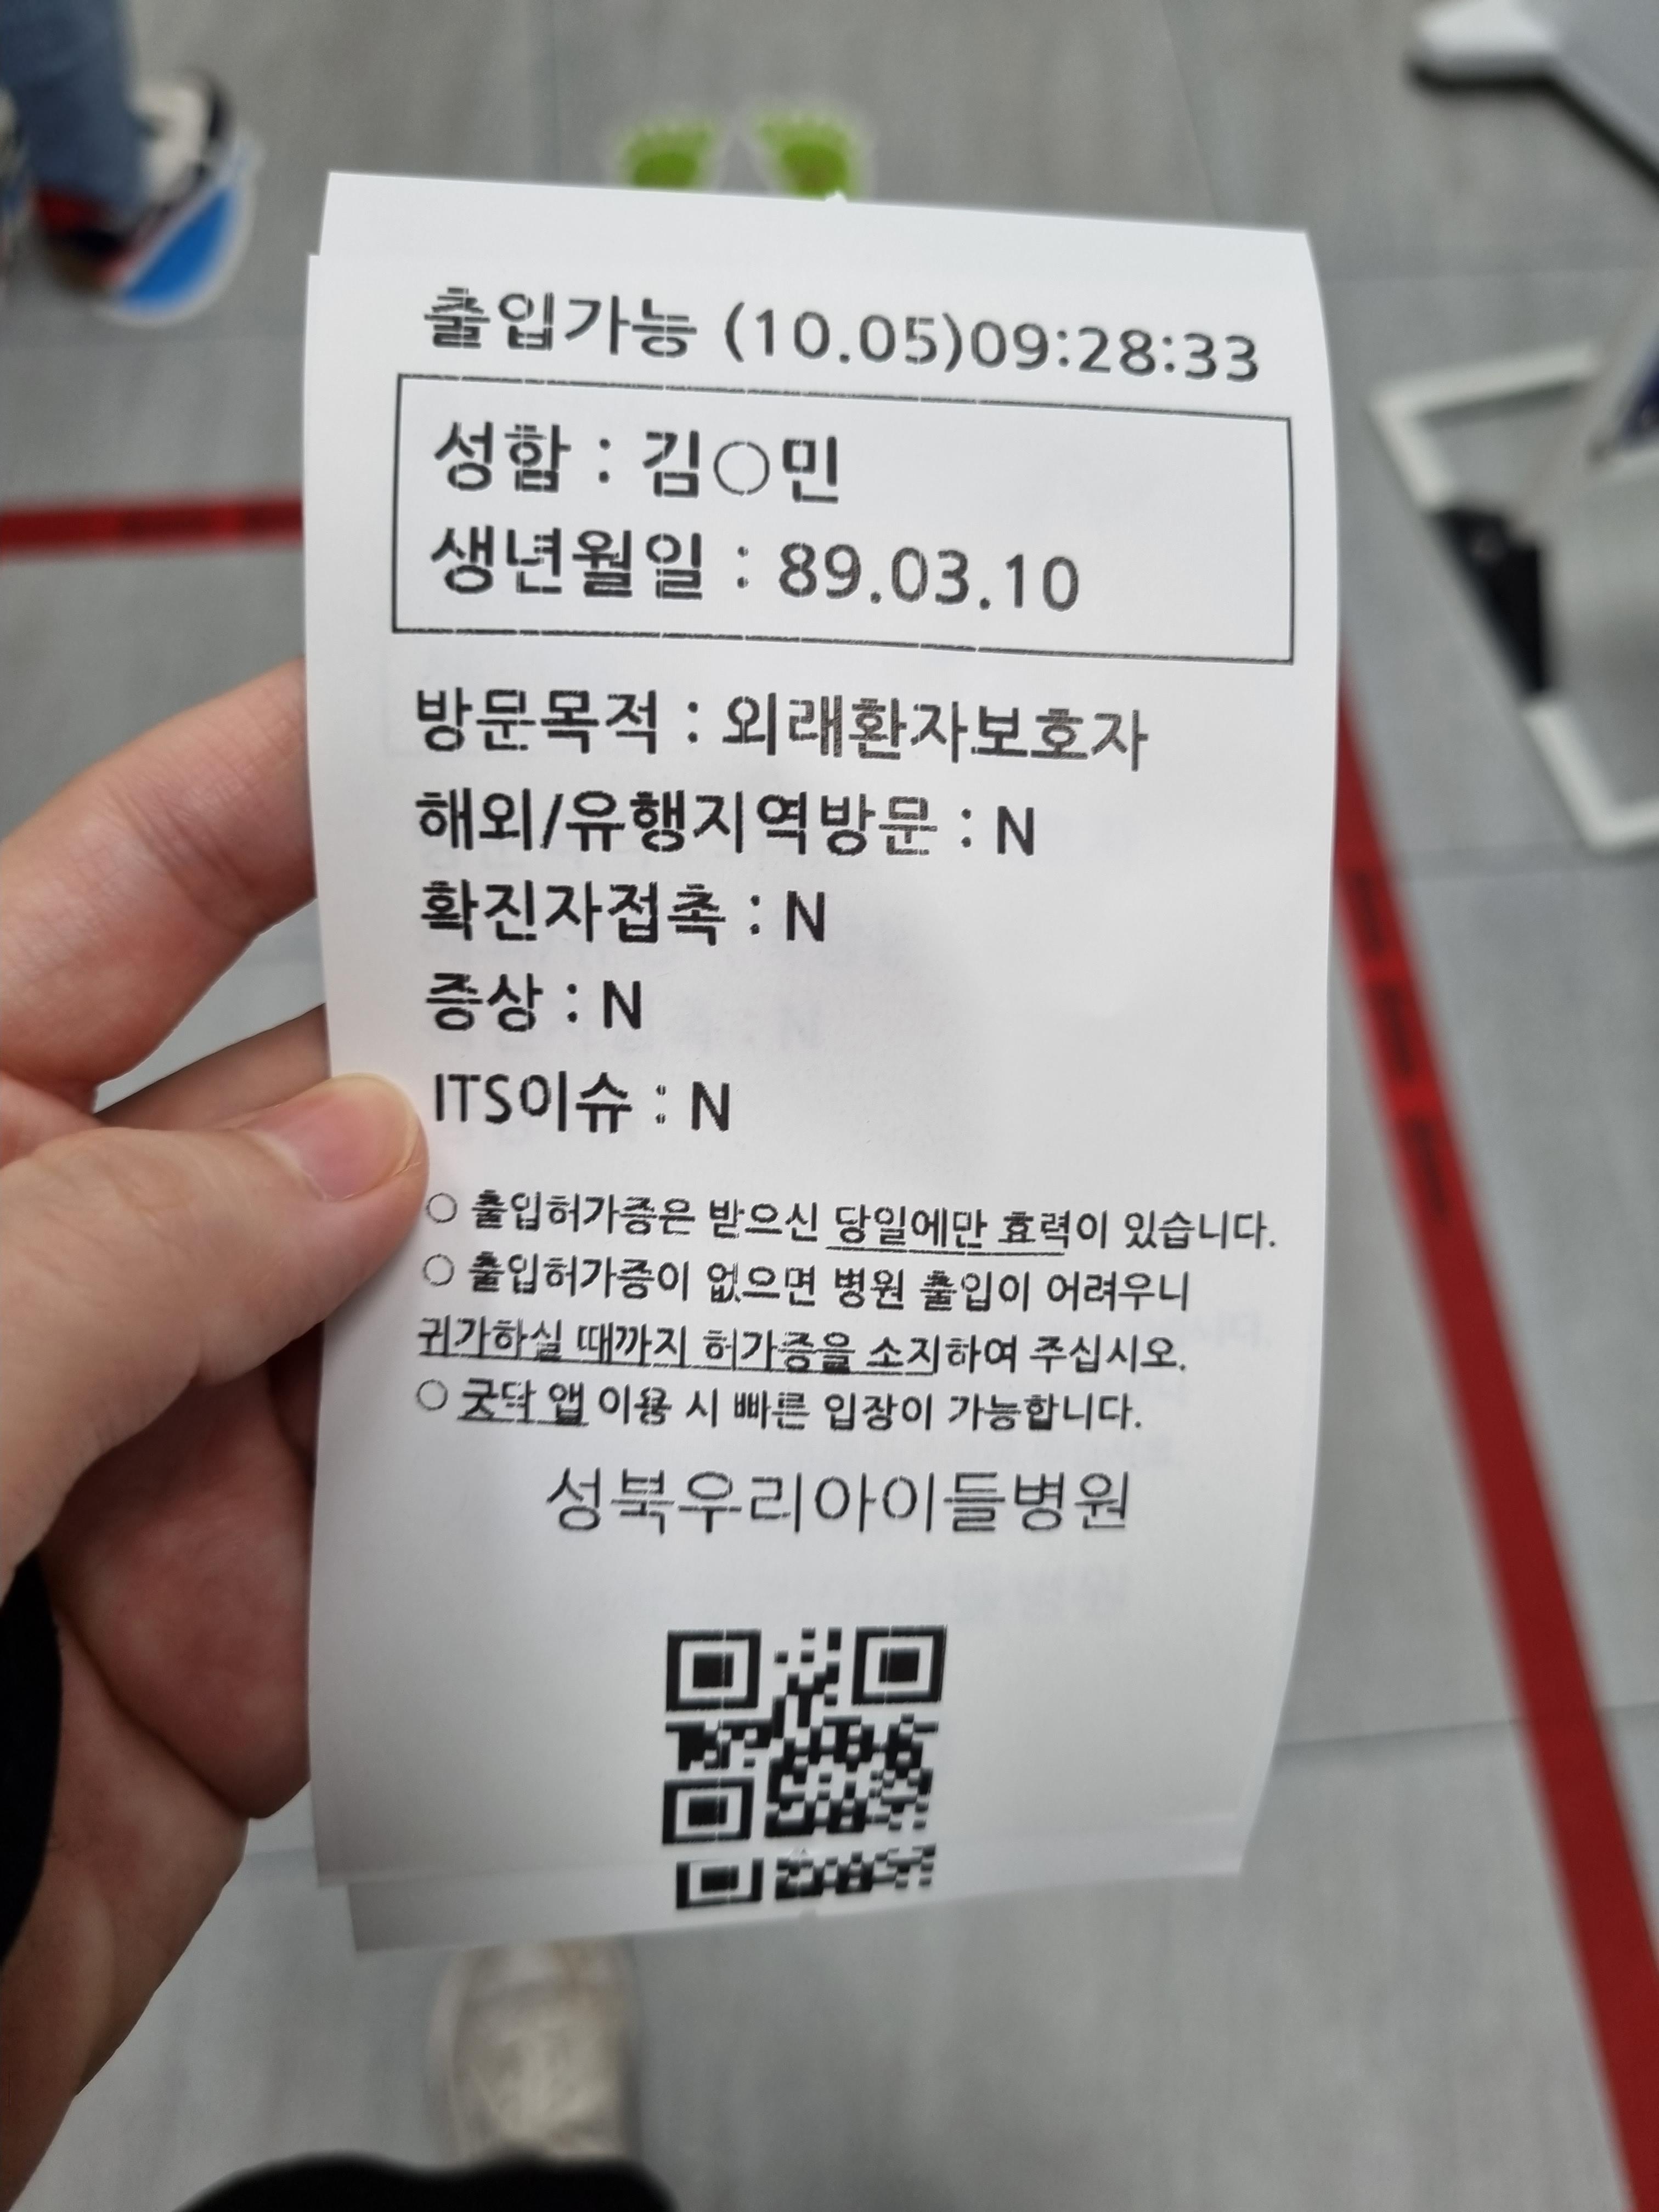 출입가능 (10.05)09:28:33
성함 : 김○민
생년월일 : 89.03.10
방문목적 : 외래환자보호자
해외/유행지역방문 : N
확진자접촉 : N
증상 : N
ITS이슈 : N
○ 출입허가증은 받으신 당일에만 효력이 있습니다.
○ 출입허가증이 없으면 병원 출입이 어려우니
귀가하실 때까지 허가증을 소지하여 주십시오.
○ 굿닥 앱 이용 시 빠른 입장이 가능합니다.
성북우리아이들병원